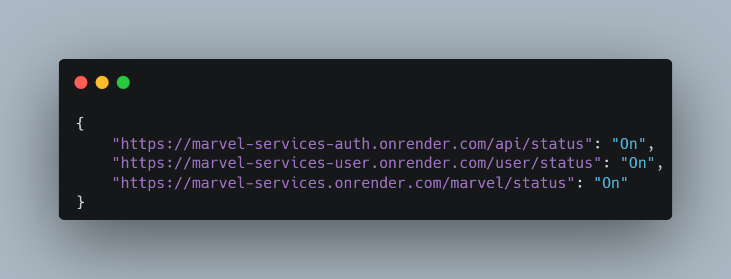 {
    "https://marvel-services-auth.onrender.com/api/status": "On",
    "https://marvel-services-user.onrender.com/user/status": "On",
    "https://marvel-services.onrender.com/marvel/status": "On"
}